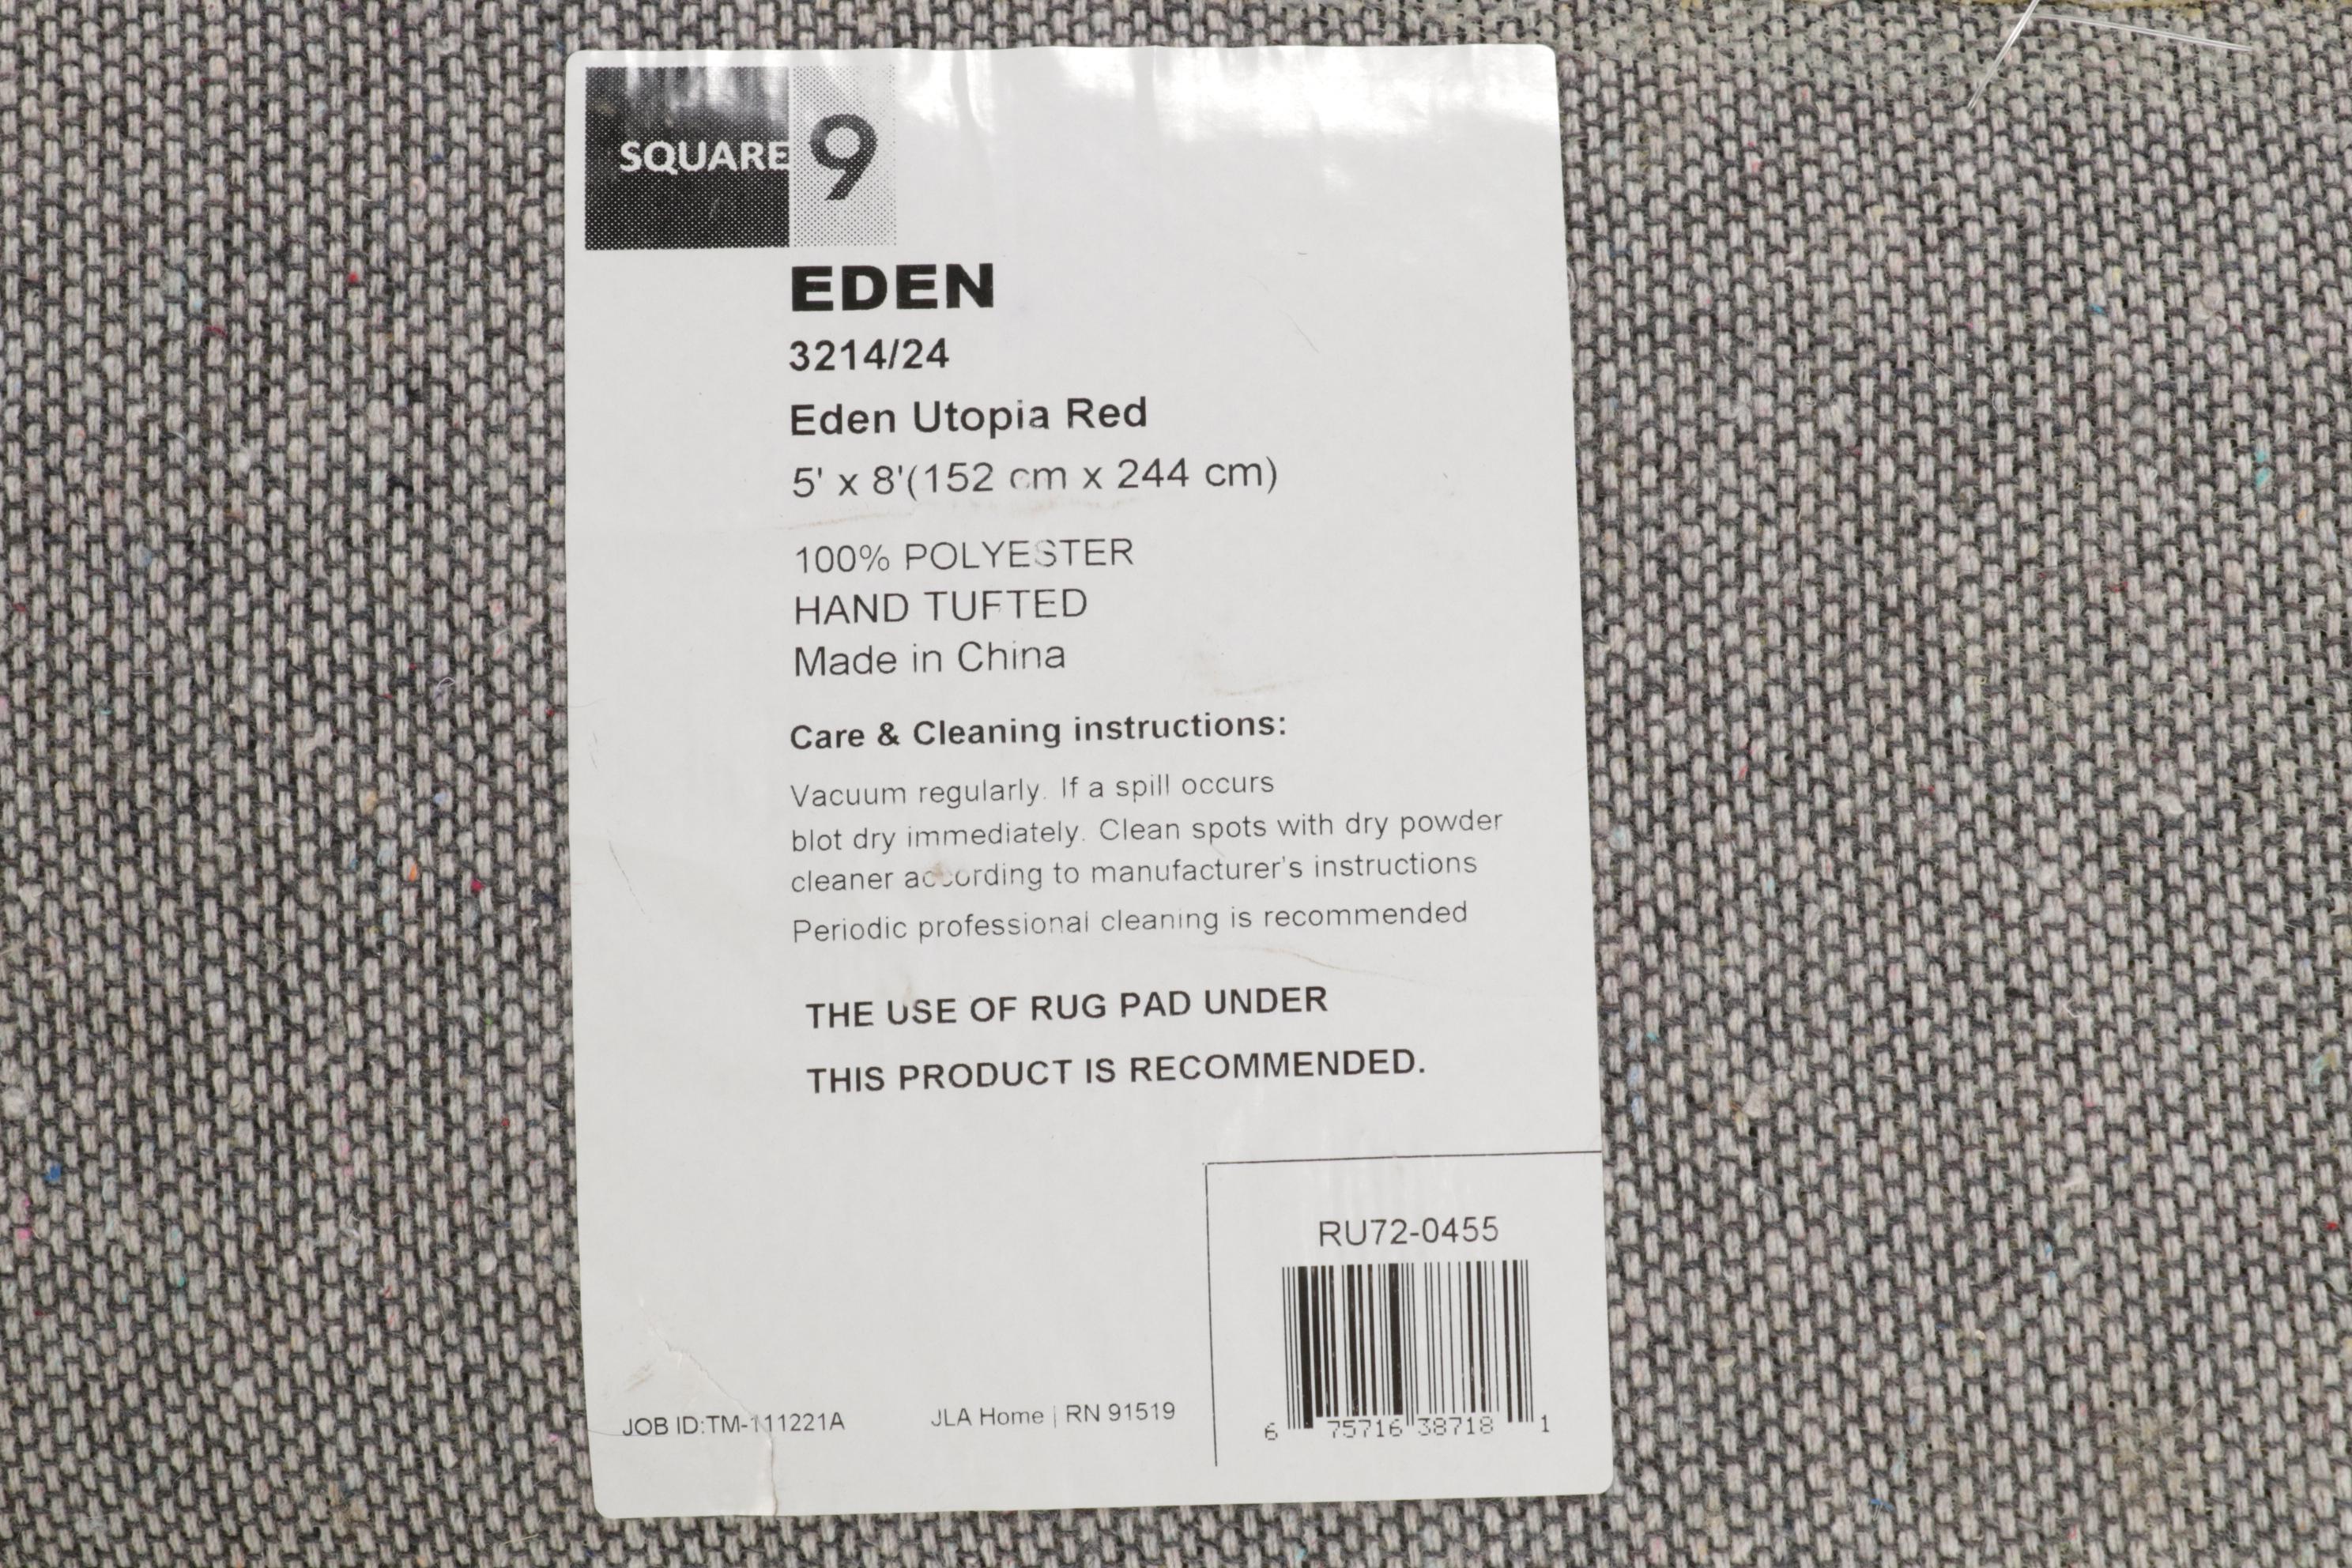 SQUARE 9
EDEN
3214/24
Eden Utopia Red
5' x 8'(152 cm x 244 cm)
100% POLYESTER
HAND TUFTED
Made in China
Care & Cleaning instructions:
Vacuum regularly. If a spill occurs
blot dry immediately. Clean spots with dry powder
cleaner according to manufacturer's instructions
Periodic professional cleaning is recommended
THE USE OF RUG PAD UNDER
THIS PRODUCT IS RECOMMENDED.
RU72-0455
6 75716 38718 1
JOB ID:TM-111221A JLA Home | RN 91519